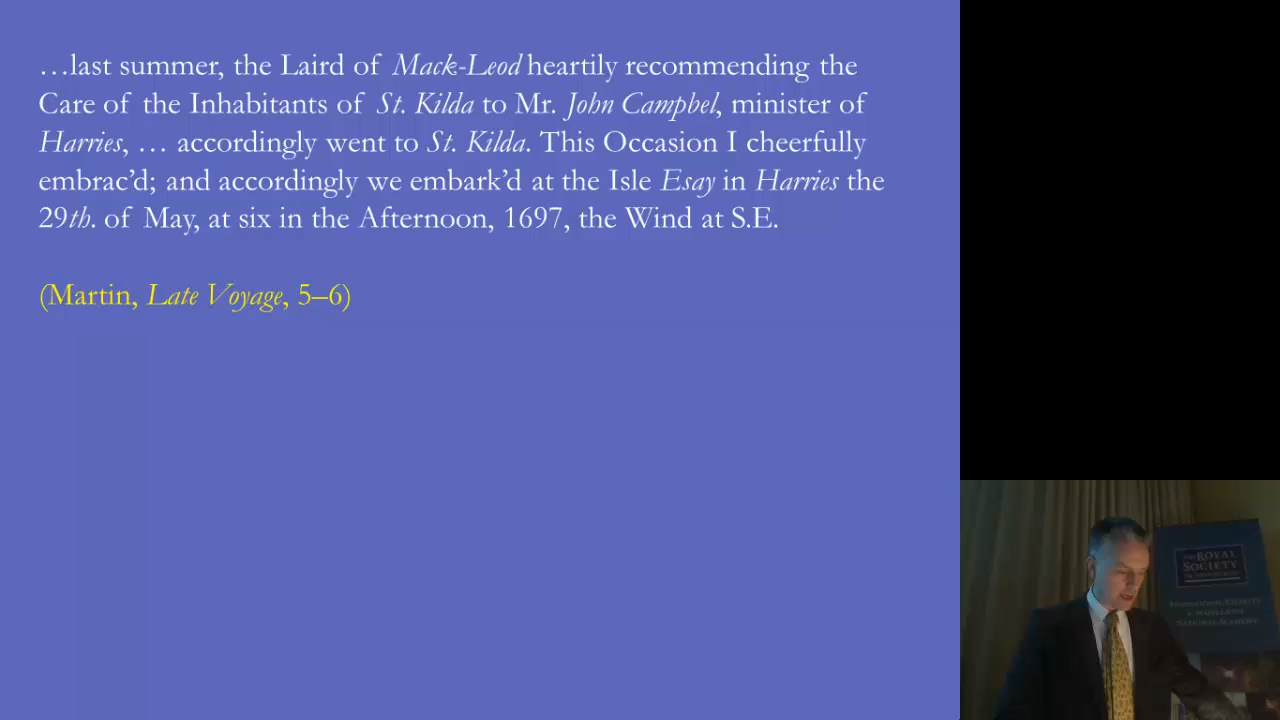 …last summer, the Laird of Mack-Leod heartily recommending the
Care of the Inhabitants of St. Kilda to Mr. John Campbel, minister of
Harries, … accordingly went to St. Kilda. This Occasion I cheerfully
embrac’d; and accordingly we embark’d at the Isle Esay in Harries the
29th. of May, at six in the Afternoon, 1697, the Wind at S.E.
(Martin, Late Voyage, 5–6)
THE ROYAL
SOCIETY
NATIONAL ACADEMY